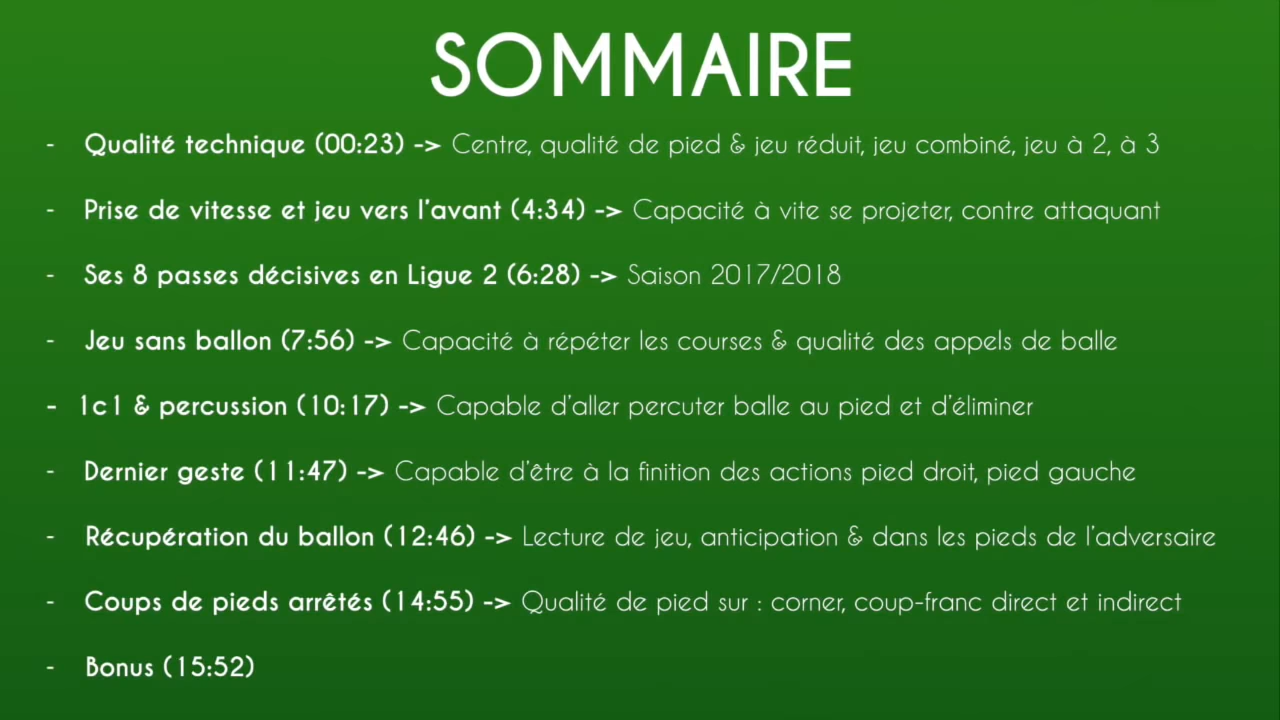 SOMMAIRE
- Qualité technique (00:23) -> Centre, qualité de pied & jeu réduit, jeu combiné, jeu à 2, à 3
- Prise de vitesse et jeu vers l'avant (4:34) -> Capacité à vite se projeter, contre attaquant
- Ses 8 passes décisives en Ligue 2 (6:28) -> Saison 2017/2018
- Jeu sans ballon (7:56) -> Capacité à répéter les courses & qualité des appels de balle
- 1c1 & percussion (10:17) -> Capable d'aller percuter balle au pied et d'éliminer
- Dernier geste (11:47) -> Capable d'être à la finition des actions pied droit, pied gauche
- Récupération du ballon (12:46) -> Lecture de jeu, anticipation & dans les pieds de l'adversaire
- Coups de pieds arrêtés (14:55) -> Qualité de pied sur : corner, coup-franc direct et indirect
- Bonus (15:52)